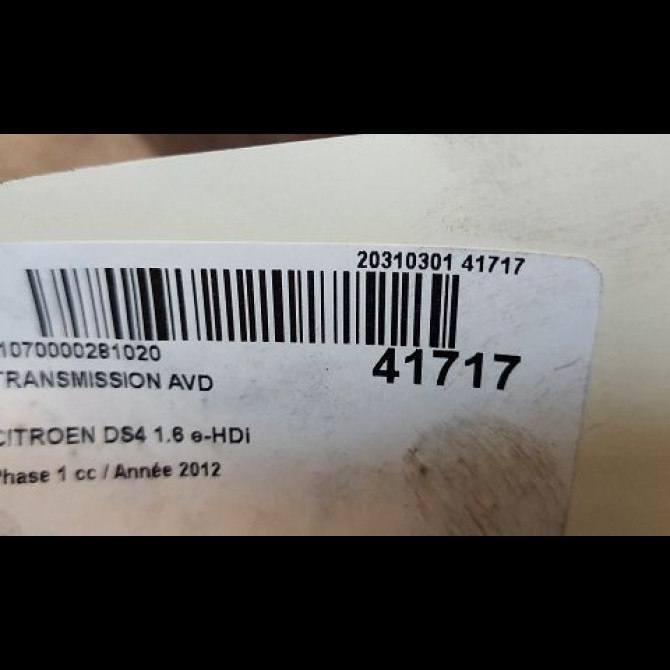 20310301 41717
1070000281020
41717
TRANSMISSION AVD
CITROEN DS4 1.6 e-HDi
Phase 1 cc / Année 2012